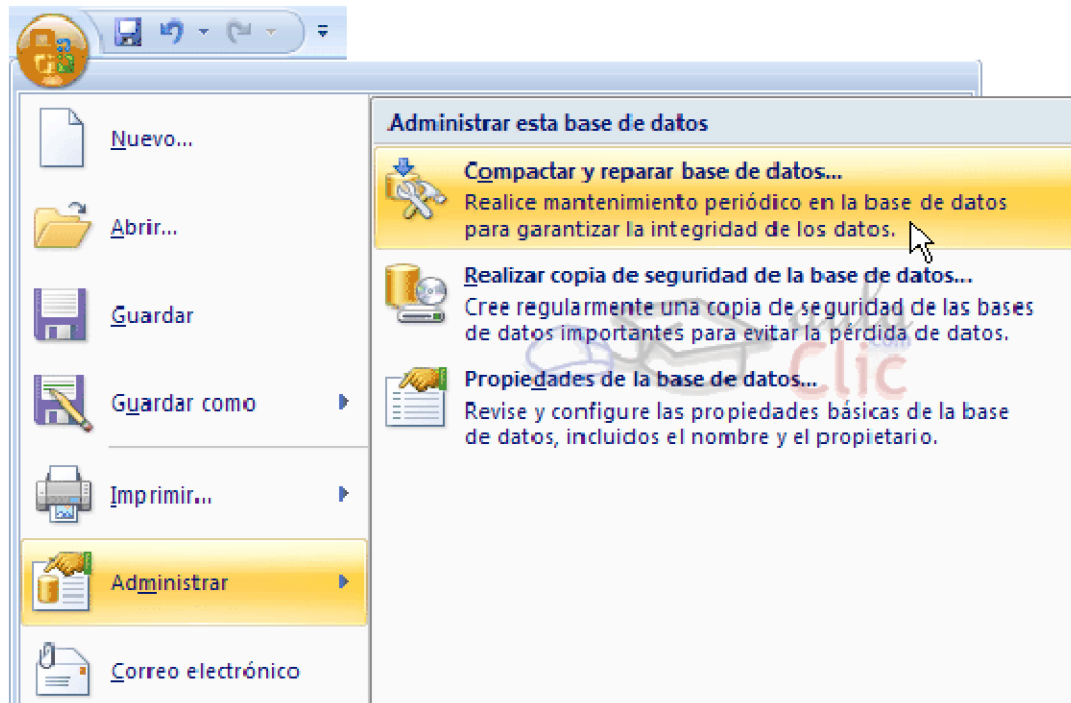 Nuevo...
Abrir...
Guardar
Guardar como
Imprimir...
Administrar
Correo electrónico
Administrar esta base de datos
Compactar y reparar base de datos...
Realice mantenimiento periódico en la base de datos
para garantizar la integridad de los datos.
Realizar copia de seguridad de la base de datos...
Cree regularmente una copia de seguridad de las bases
de datos importantes para evitar la pérdida de datos.
Propiedades de la base de datos...
Revise y configure las propiedades básicas de la base
de datos, incluidos el nombre y el propietario.
aula
Clic
.com